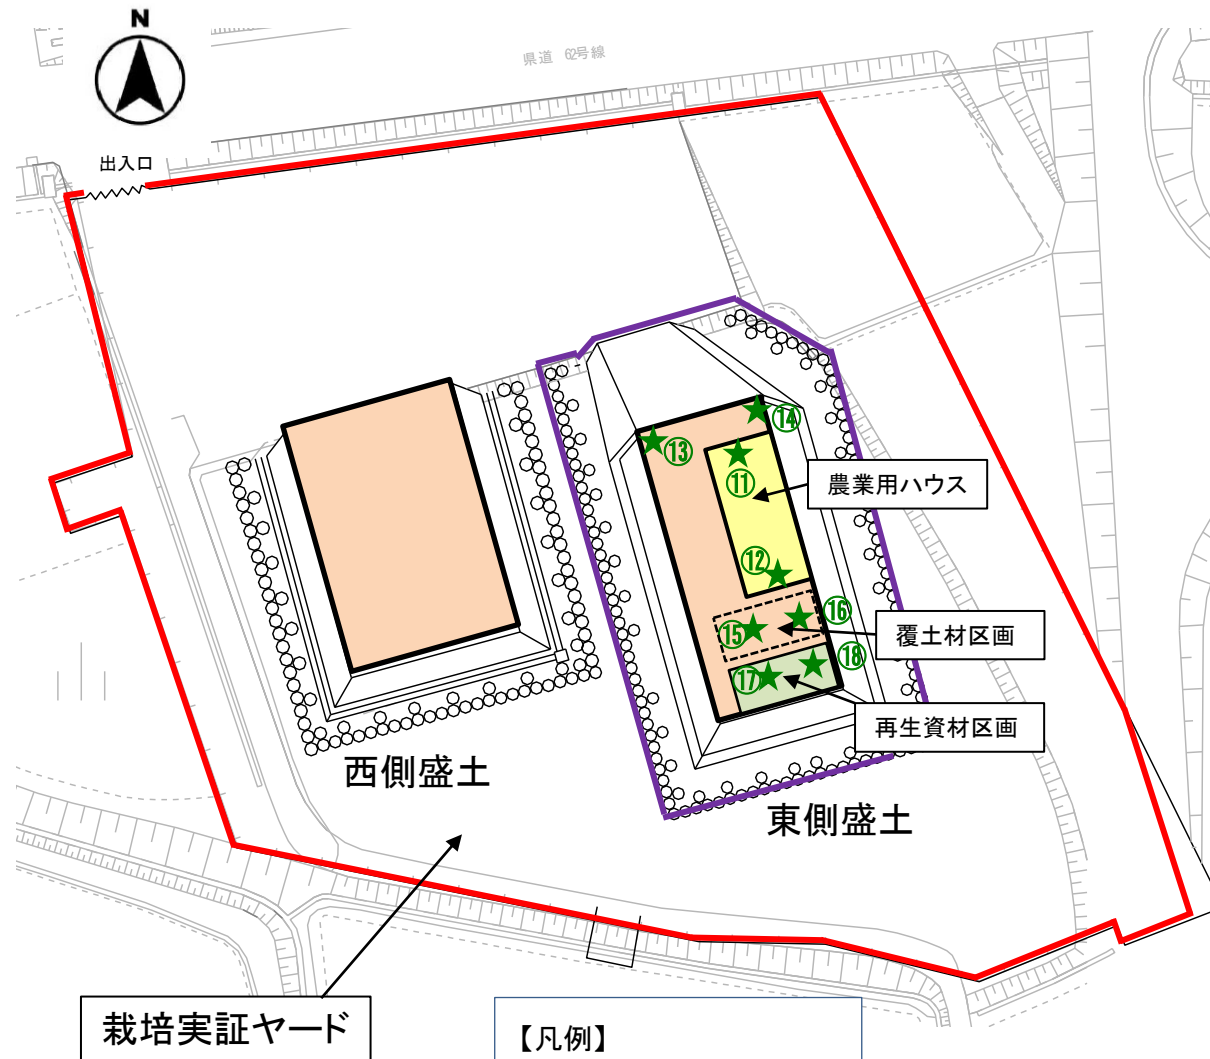 N
県道 62号線
出入口
⑭
⑬
⑪
農業用ハウス
⑫
⑯
⑮
覆土材区画
⑱
⑰
再生資材区画
西側盛土
東側盛土
栽培実証ヤード
【凡例】